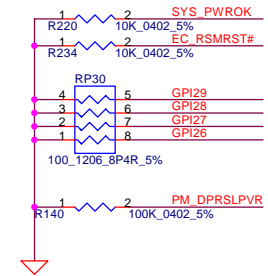 SYS_PWROK
1 2
R220 10K_0402_5%
EC_RSMRST#
1 2
R234 10K_0402_5%
RP30
4 5 GPI29
3 6 GPI28
2 7 GPI27
1 8 GPI26
100_1206_8P4R_5%
PM_DPRSLPVR
1 2
R140 100K_0402_5%